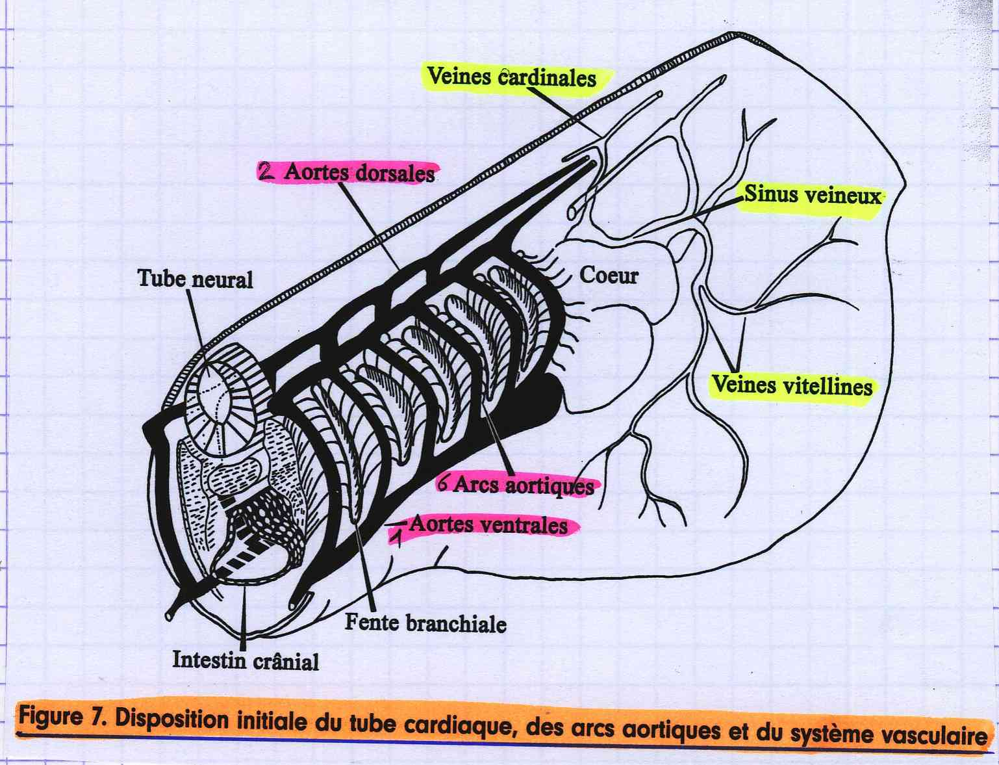 Veines cardinales
2 Aortes dorsales
Sinus veineux
Tube neural
Coeur
Veines vitellines
6 Arcs aortiques
Aortes ventrales
1
Fente branchiale
Intestin crânial
Figure 7. Disposition initiale du tube cardiaque, des arcs aortiques et du système vasculaire